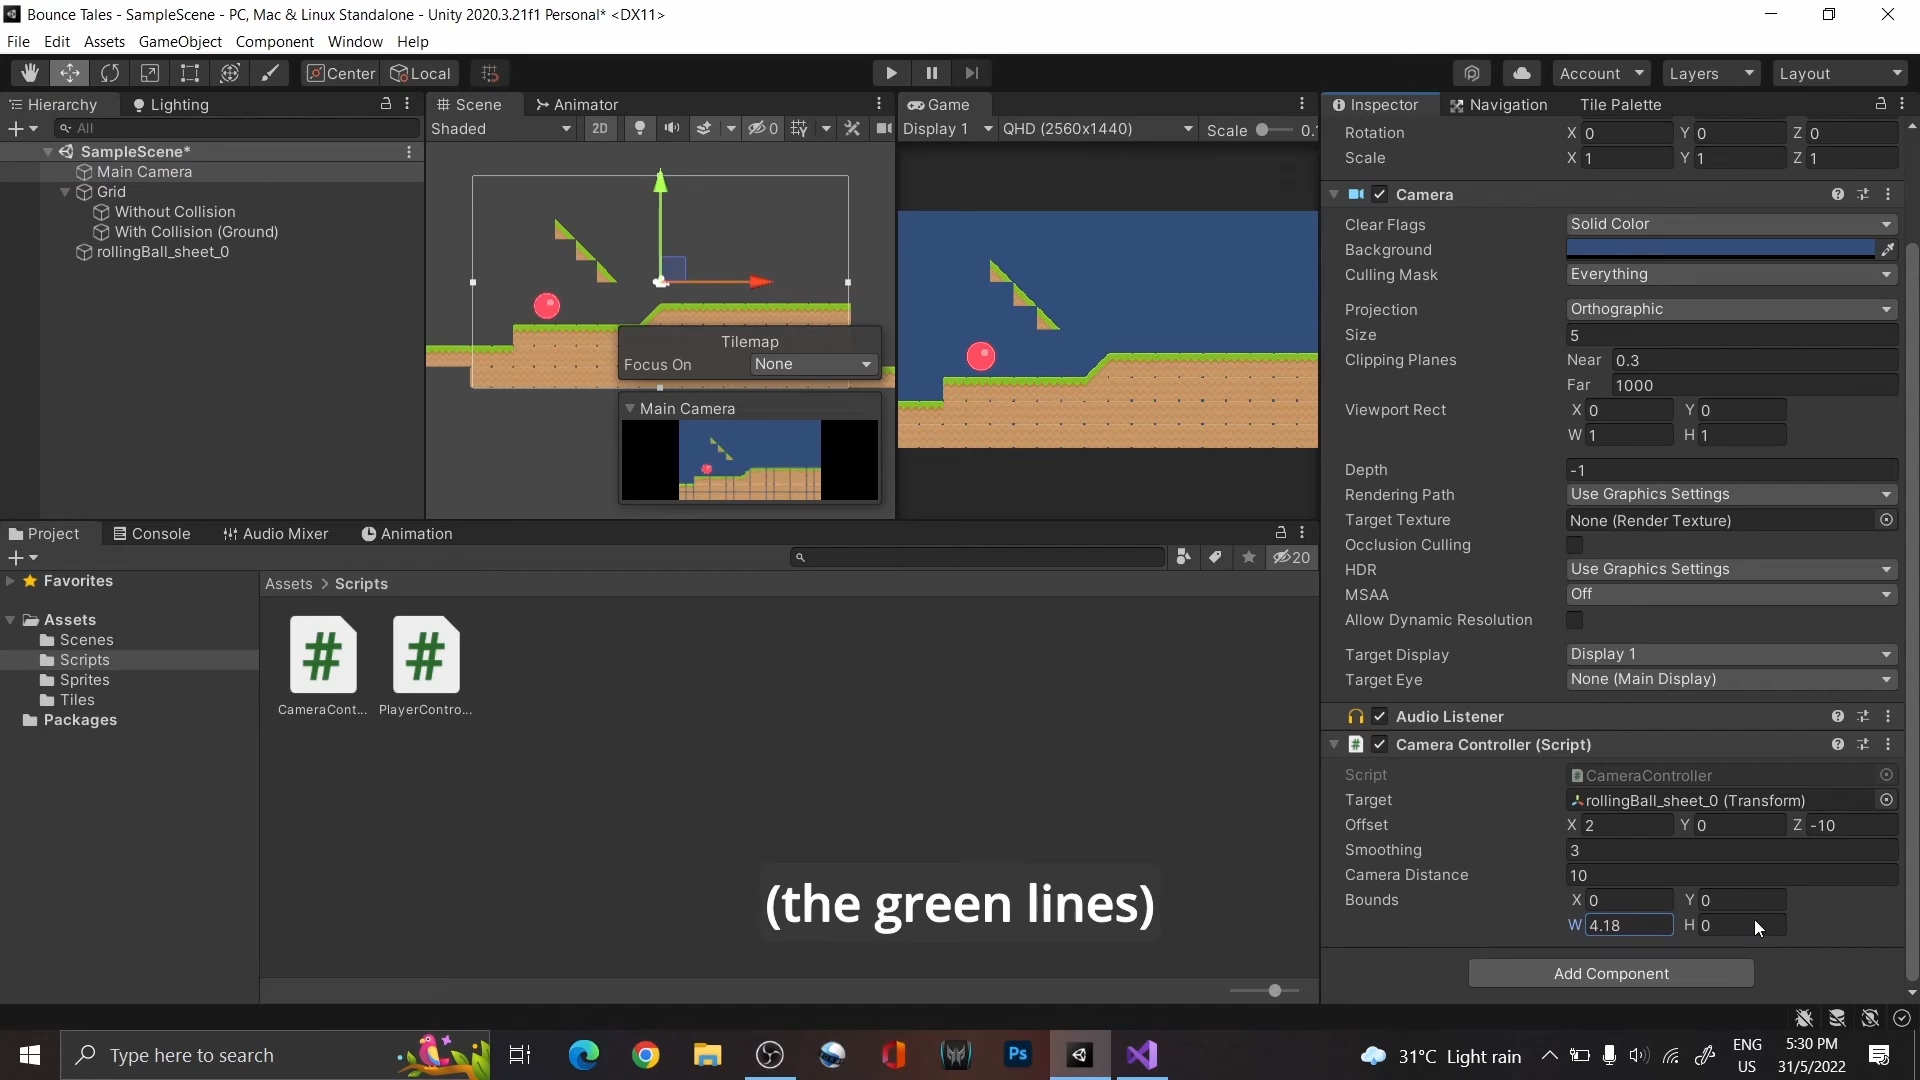 Bounce Tales - SampleScene - PC, Mac & Linux Standalone - Unity 2020.3.21f1 Personal* <DX11>
File Edit Assets GameObject Component Window Help
Center Local Account Layers Layout
Hierarchy Lighting
All
SampleScene*
Main Camera
Grid
Without Collision
With Collision (Ground)
rollingBall_sheet_0
Scene Animator
Shaded 2D 0
Tilemap
Focus On None
Main Camera
Game
Display 1 QHD (2560x1440) Scale 0.
Inspector Navigation Tile Palette
Rotation X 0 Y 0 Z 0
Scale X 1 Y 1 Z 1
Camera
Clear Flags Solid Color
Background
Culling Mask Everything
Projection Orthographic
Size 5
Clipping Planes Near 0.3
Far 1000
Viewport Rect X 0 Y 0
W 1 H 1
Depth -1
Rendering Path Use Graphics Settings
Target Texture None (Render Texture)
Occlusion Culling
HDR Use Graphics Settings
MSAA Off
Allow Dynamic Resolution
Target Display Display 1
Target Eye None (Main Display)
Audio Listener
Camera Controller (Script)
Script CameraController
Target rollingBall_sheet_0 (Transform)
Offset X 2 Y 0 Z -10
Smoothing 3
Camera Distance 10
Bounds X 0 Y 0
W 4.18 H 0
Add Component
Project Console Audio Mixer Animation
20
Favorites
Assets
Scenes
Scripts
Sprites
Tiles
Packages
Assets > Scripts
CameraCont... PlayerContro...
(the green lines)
Type here to search
Ps
31°C Light rain
ENG
US
5:30 PM
31/5/2022